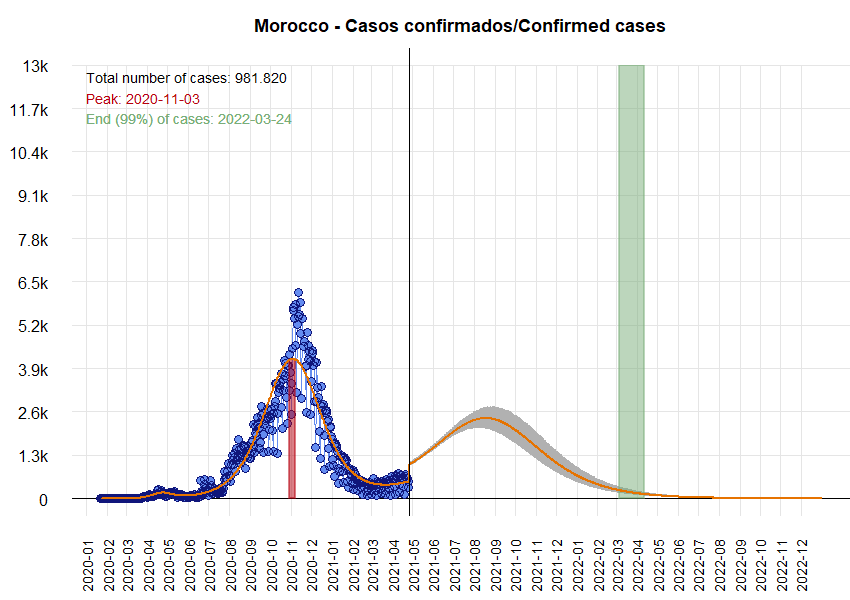 Morocco - Casos confirmados/Confirmed cases
Total number of cases: 981.820
Peak: 2020-11-03
End (99%) of cases: 2022-03-24
13k
11.7k
10.4k
9.1k
7.8k
6.5k
5.2k
3.9k
2.6k
1.3k
0
2020-01
2020-02
2020-03
2020-04
2020-05
2020-06
2020-07
2020-08
2020-09
2020-10
2020-11
2020-12
2021-01
2021-02
2021-03
2021-04
2021-05
2021-06
2021-07
2021-08
2021-09
2021-10
2021-11
2021-12
2022-01
2022-02
2022-03
2022-04
2022-05
2022-06
2022-07
2022-08
2022-09
2022-10
2022-11
2022-12